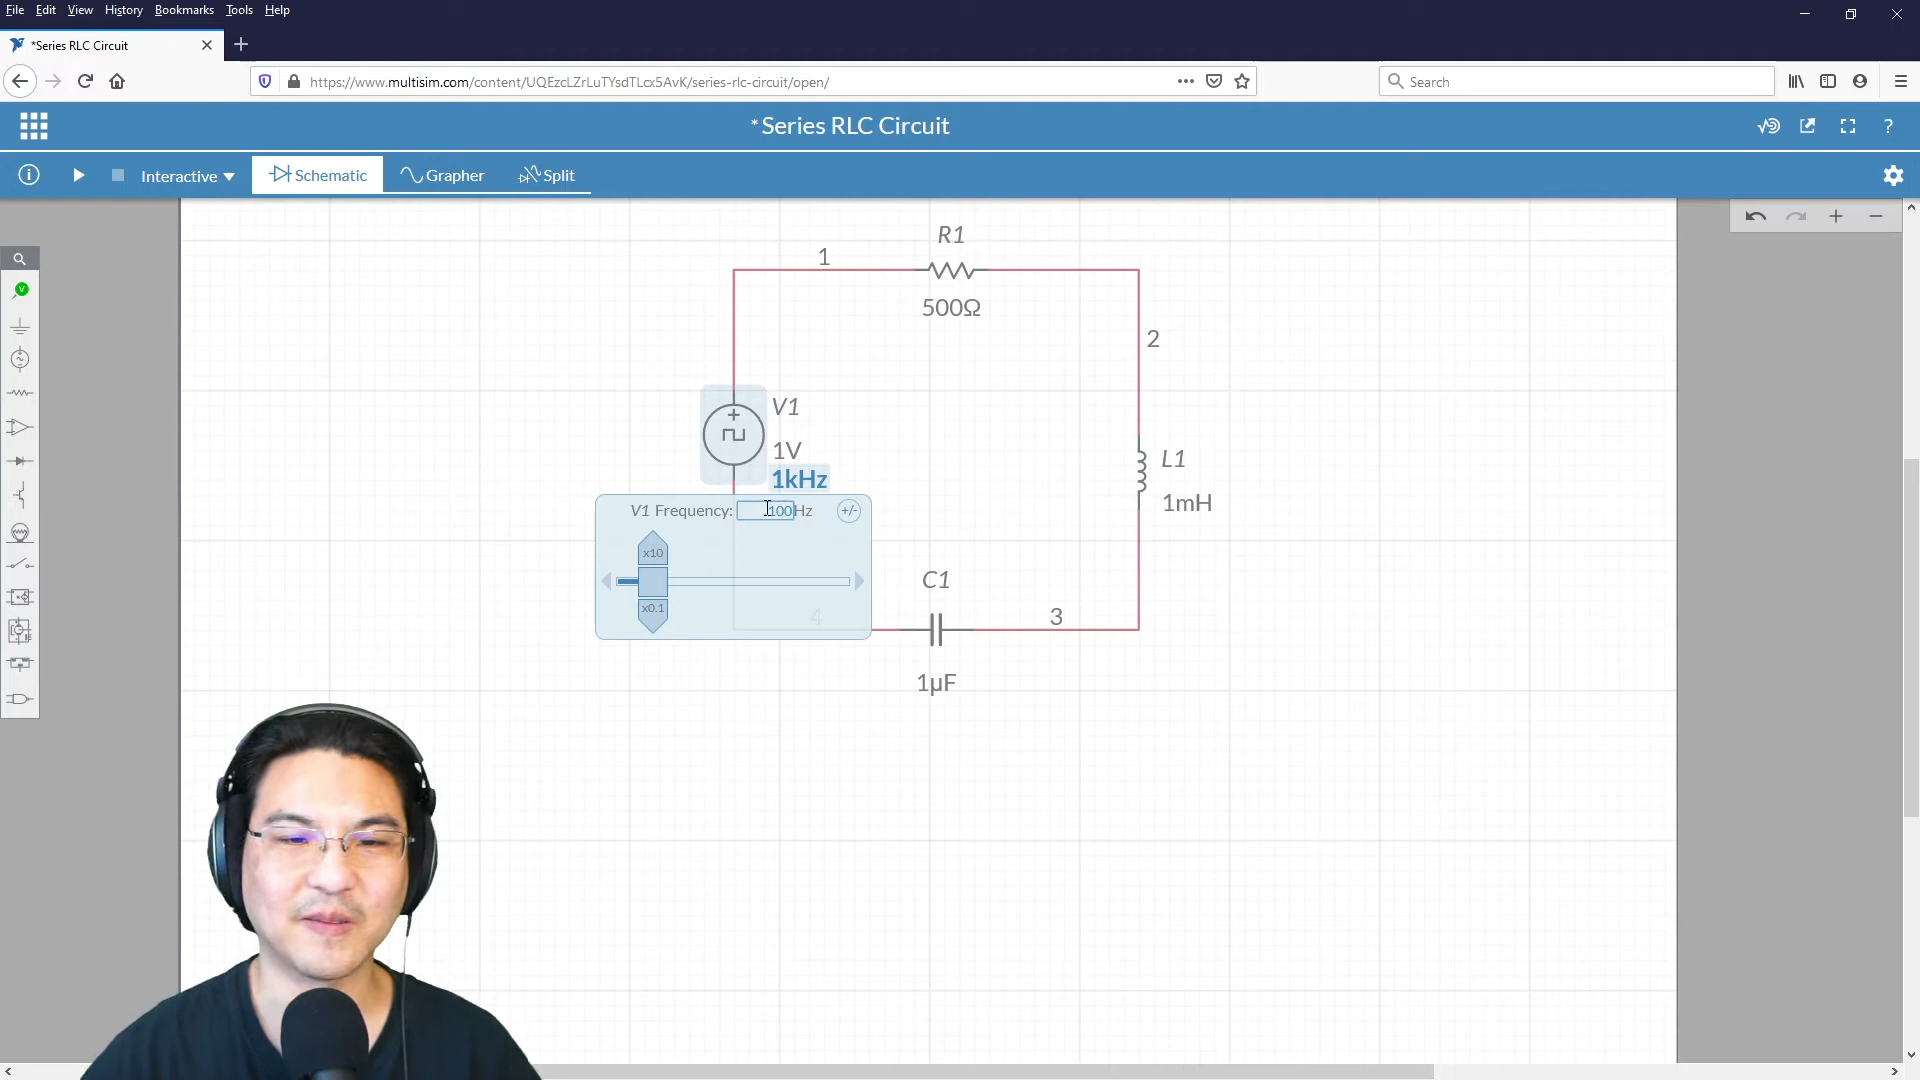 File Edit View History Bookmarks Tools Help
*Series RLC Circuit
https://www.multisim.com/content/UQEzcLZrLuTYsdTLcx5AvK/series-rlc-circuit/open/
Search
* Series RLC Circuit
?
Interactive
Schematic
Grapher
Split
R1
1
500Ω
2
V
V1
1V
1kHz
L1
1mH
V1 Frequency: 100Hz
+/-
x10
x0.1
C1
4
3
1µF